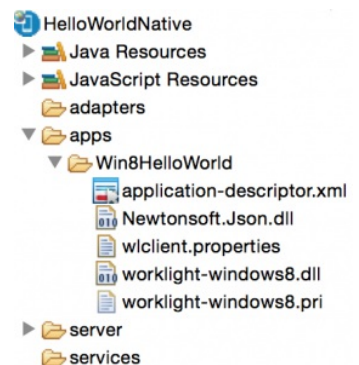 HelloWorldNative
Java Resources
JavaScript Resources
adapters
apps
Win8HelloWorld
application-descriptor.xml
Newtonsoft.Json.dll
wlclient.properties
worklight-windows8.dll
worklight-windows8.pri
server
services